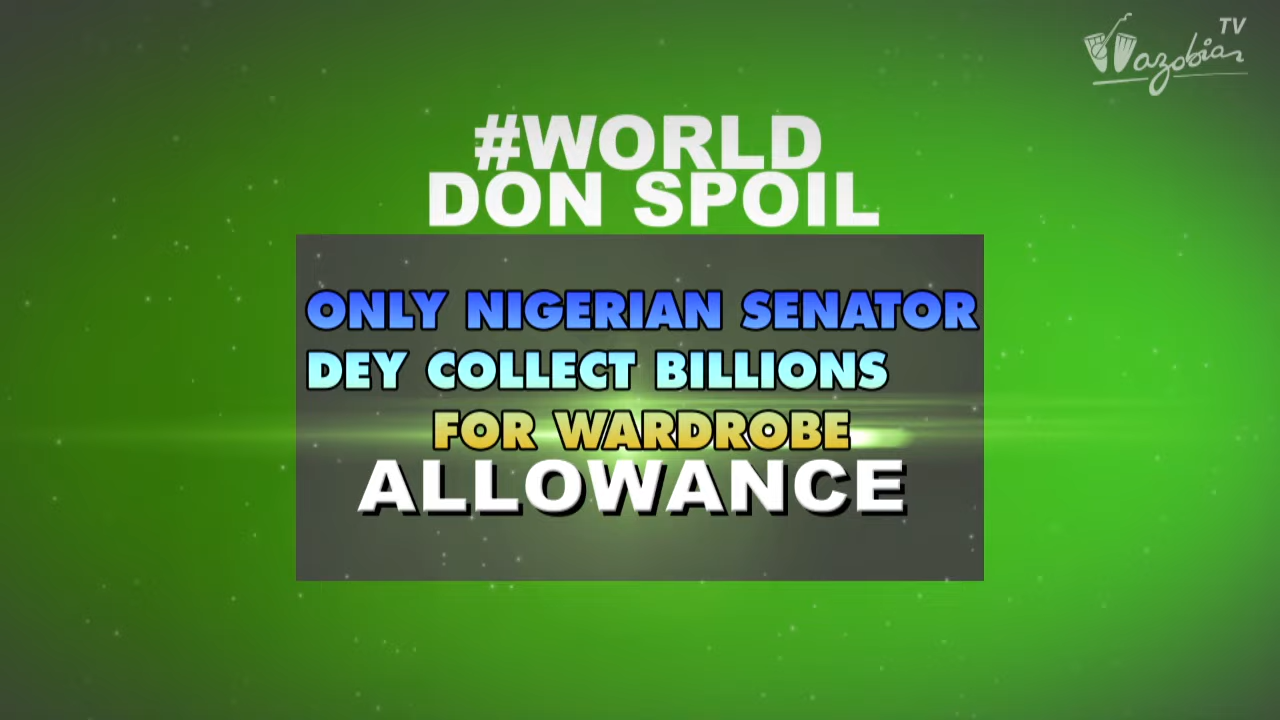 TV
Wazobia
#WORLD
DON SPOIL
ONLY NIGERIAN SENATOR
DEY COLLECT BILLIONS
FOR WARDROBE
ALLOWANCE